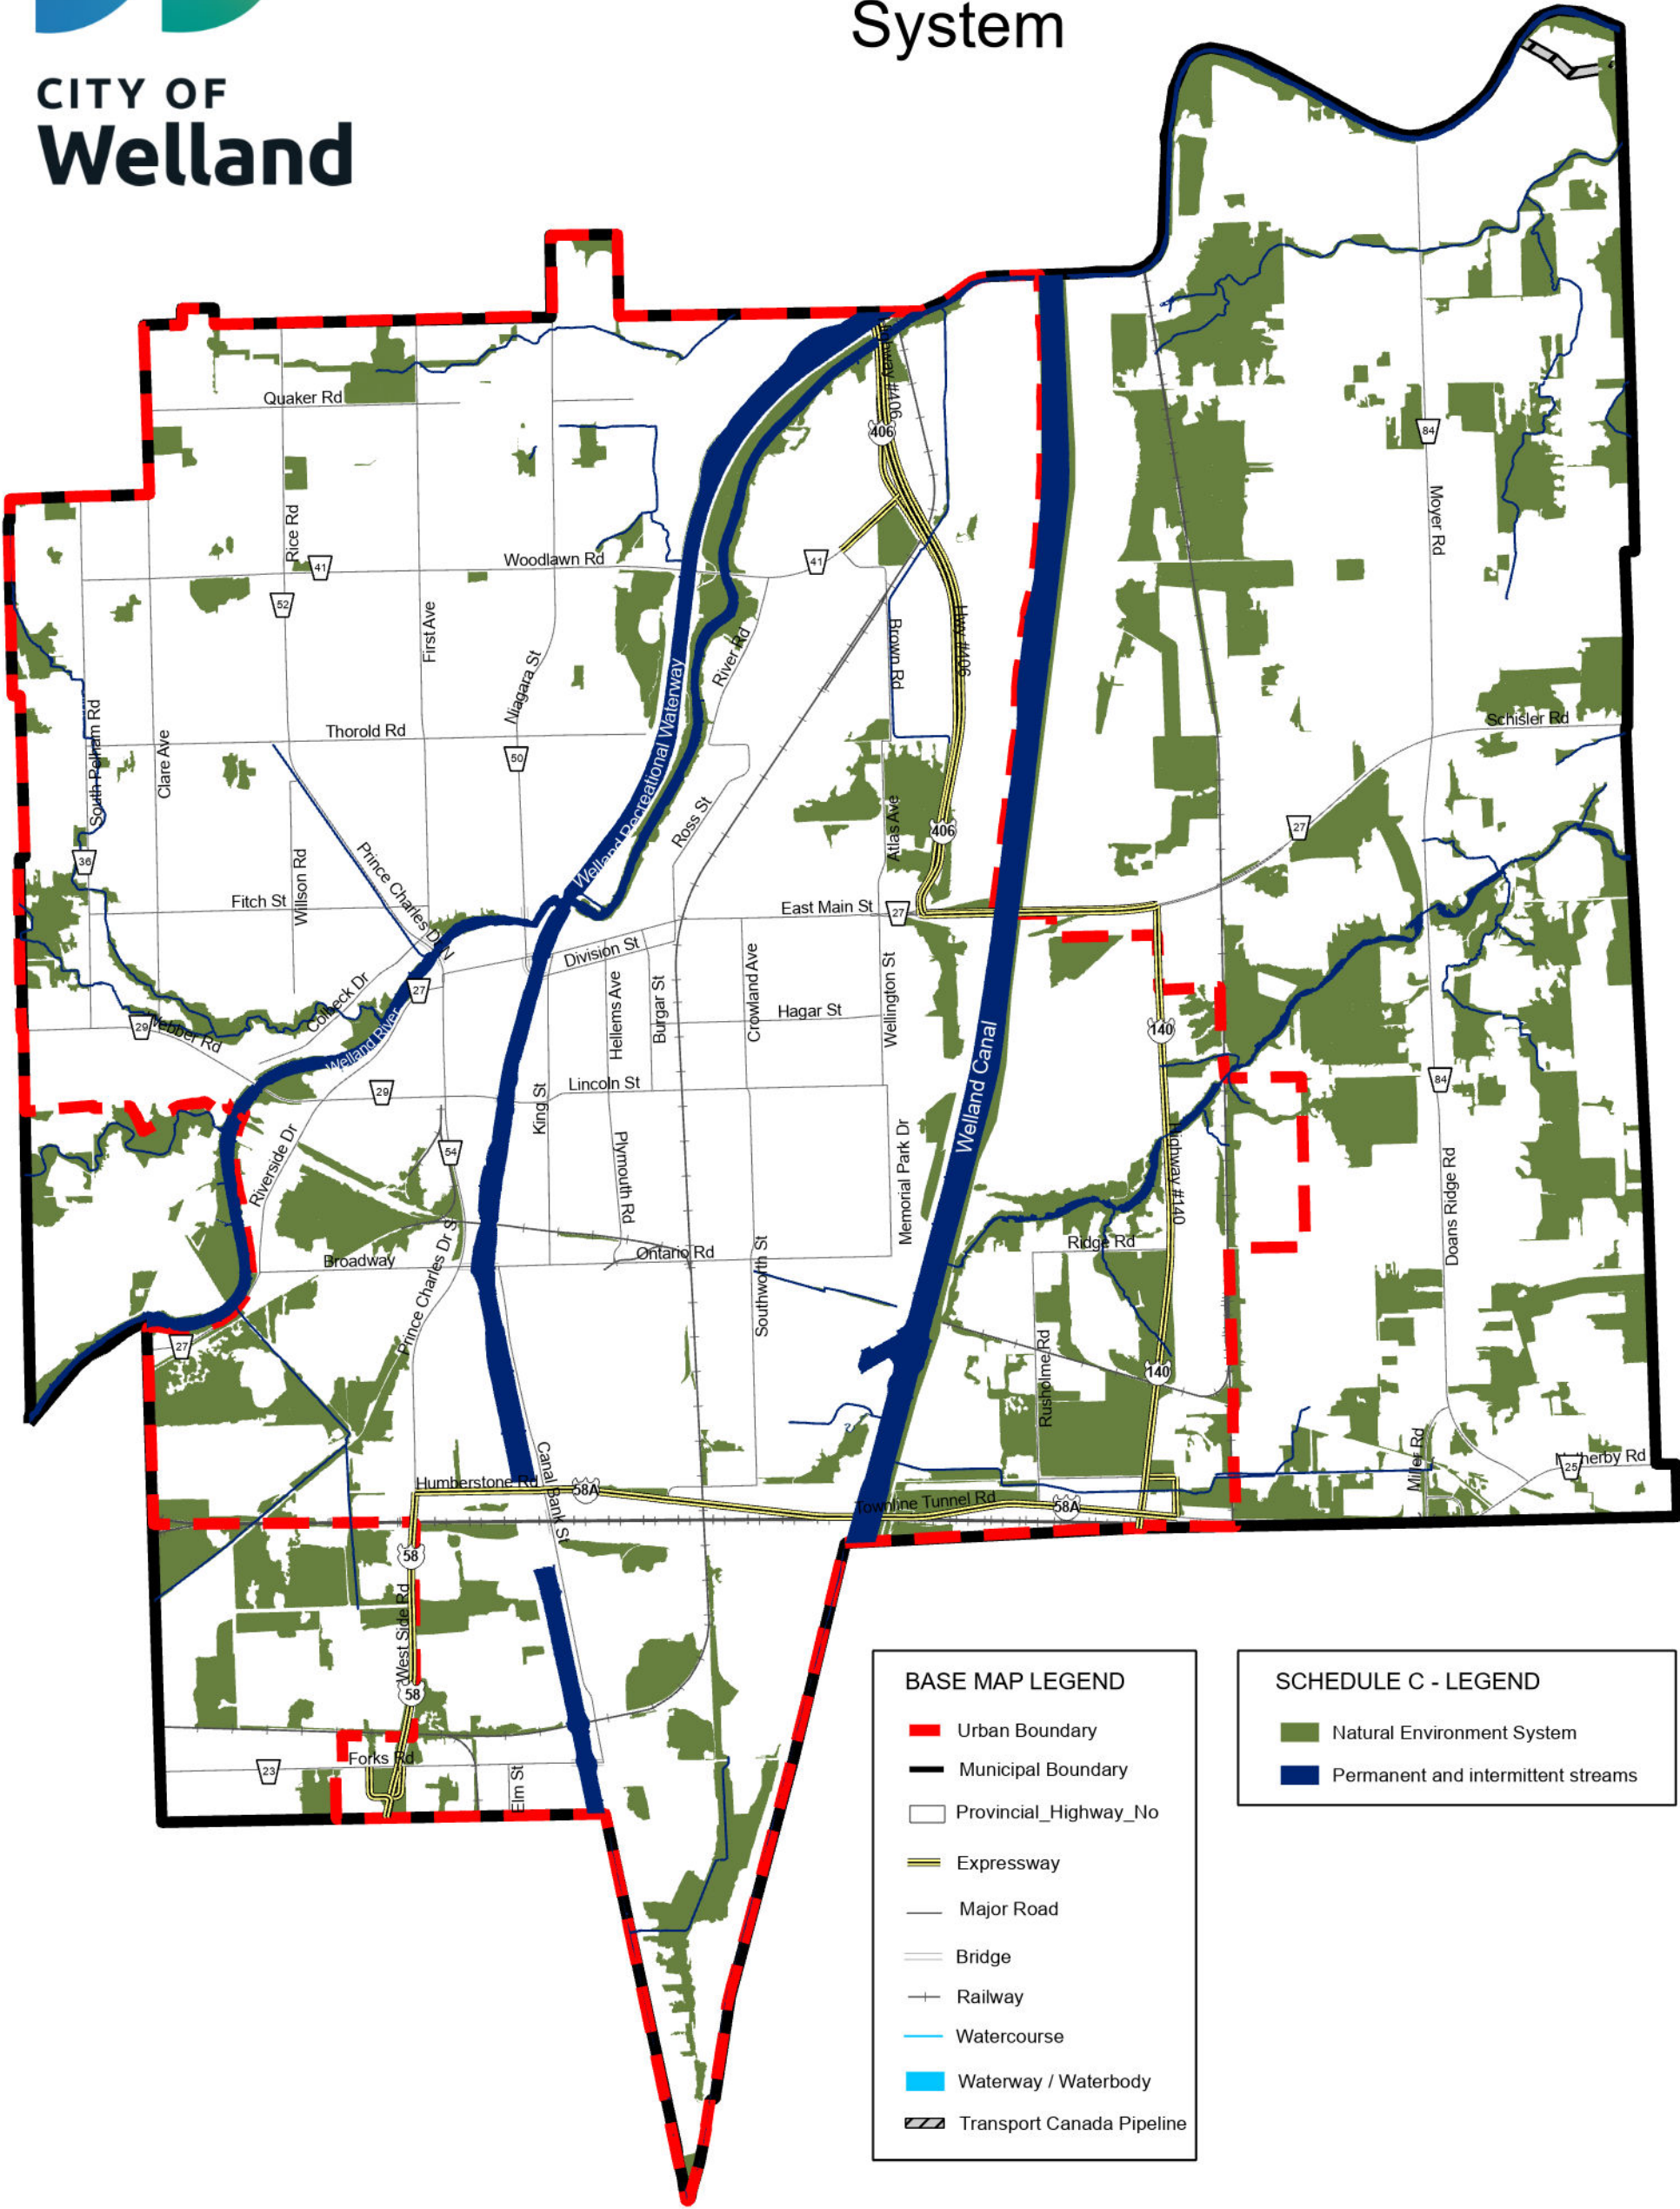 System
CITY OF
Welland
Quaker Rd
Highway #406
406
84
Rice Rd
41
Woodlawn Rd
41
Moyer Rd
52
First Ave
Niagara St
River Rd
Brown Rd
Hwy #406
Welland Recreational Waterway
Thorold Rd
South Pelham Rd
Clare Ave
50
Schisler Rd
Ross St
Atlas Ave
406
27
36
Prince Charles Dr N
Willson Rd
Fitch St
East Main St
27
Division St
Colbeck Dr
27
Hellems Ave
Burgar St
Crowland Ave
Hagar St
Wellington St
29
Webber Rd
Welland River
140
Welland Canal
29
Lincoln St
King St
84
Riverside Dr
54
Plymouth Rd
Memorial Park Dr
Highway #140
Doans Ridge Rd
Broadway
Prince Charles Dr S
Ontario Rd
Southworth St
Ridge Rd
27
Rusholme Rd
140
Canal Bank St
Humberstone Rd
58A
Townline Tunnel Rd
58A
Miller Rd
25
58
West Side Rd
58
Forks Rd
23
Elm St
BASE MAP LEGEND
Urban Boundary
Municipal Boundary
Provincial_Highway_No
Expressway
Major Road
Bridge
Railway
Watercourse
Waterway / Waterbody
Transport Canada Pipeline
SCHEDULE C - LEGEND
Natural Environment System
Permanent and intermittent streams